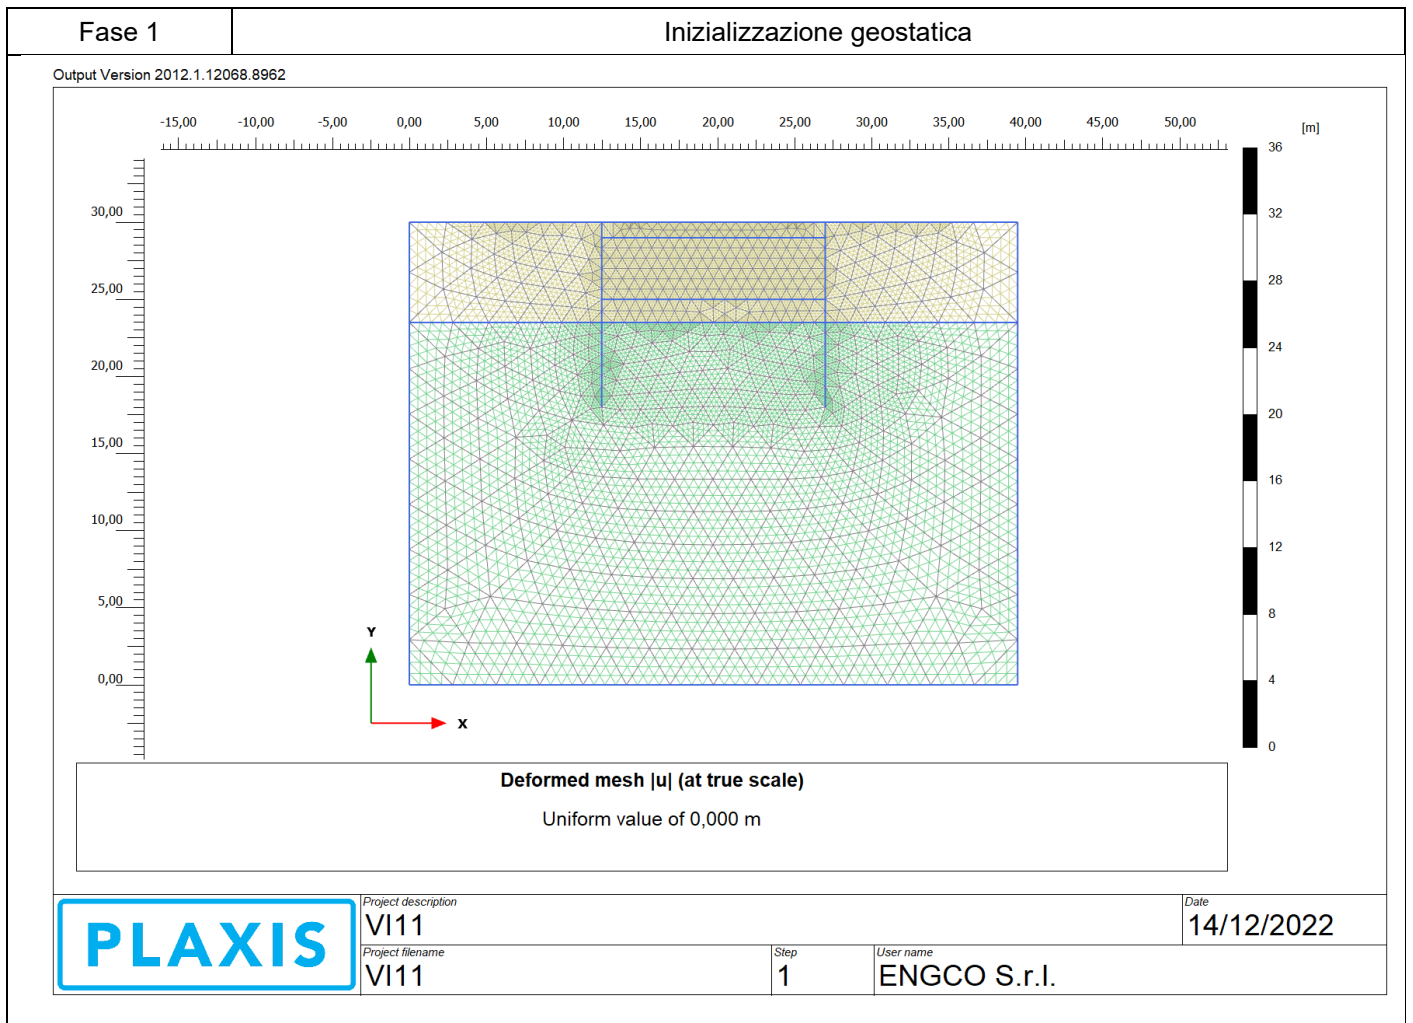 Fase 1
Inizializzazione geostatica
Output Version 2012.1.12068.8962
-15,00 -10,00 -5,00 0,00 5,00 10,00 15,00 20,00 25,00 30,00 35,00 40,00 45,00 50,00
[m]
36
32
28
24
20
16
12
8
4
0
30,00
25,00
20,00
15,00
10,00
5,00
0,00
Y
X
Deformed mesh |u| (at true scale)
Uniform value of 0,000 m
PLAXIS
Project description
VI11
Date
14/12/2022
Project filename
VI11
Step
1
User name
ENGCO S.r.l.